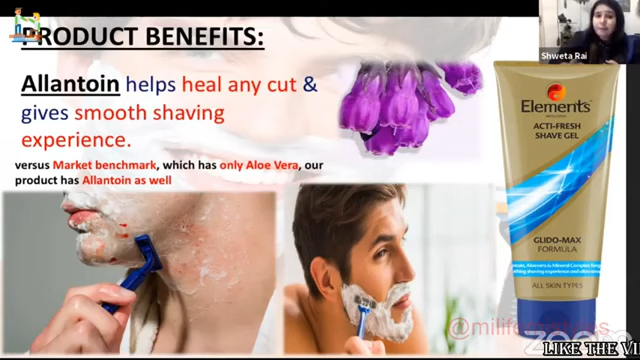 PRODUCT BENEFITS:
Shweta Rai
Allantoin helps heal any cut &
gives smooth shaving
experience.
versus Market benchmark, which has only Aloe Vera, our
product has Allantoin as well
Elements
ACTI-FRESH
SHAVE GEL
GLIDO-MAX
FORMULA
ALL SKIN TYPES
zoom
LIKE THE VI